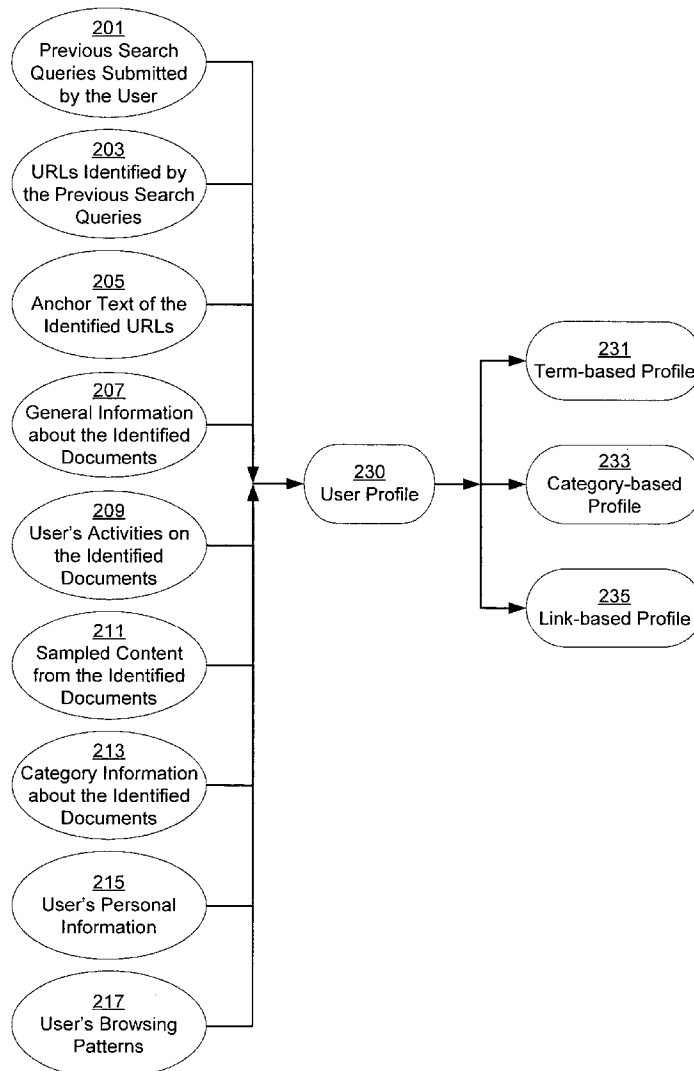 201
Previous Search
Queries Submitted
by the User
203
URLs Identified by
the Previous Search
Queries
205
Anchor Text of the
Identified URLs
207
General Information
about the Identified
Documents
209
User's Activities on
the Identified
Documents
211
Sampled Content
from the Identified
Documents
213
Category Information
about the Identified
Documents
215
User's Personal
Information
217
User's Browsing
Patterns
230
User Profile
231
Term-based Profile
233
Category-based
Profile
235
Link-based Profile